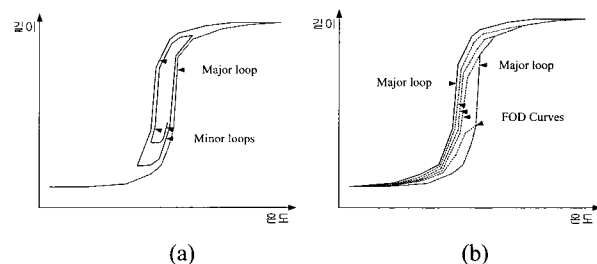 길이
Major loop
Minor loops
온도
(a)
길이
Major loop
Major loop
FOD Curves
온도
(b)